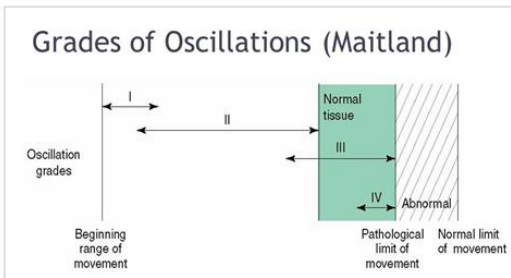 Grades of Oscillations (Maitland)
I
Normal
tissue
II
Oscillation
grades
III
IV
Abnormal
Beginning
range of
movement
Pathological
limit of
movement
Normal limit
of movement